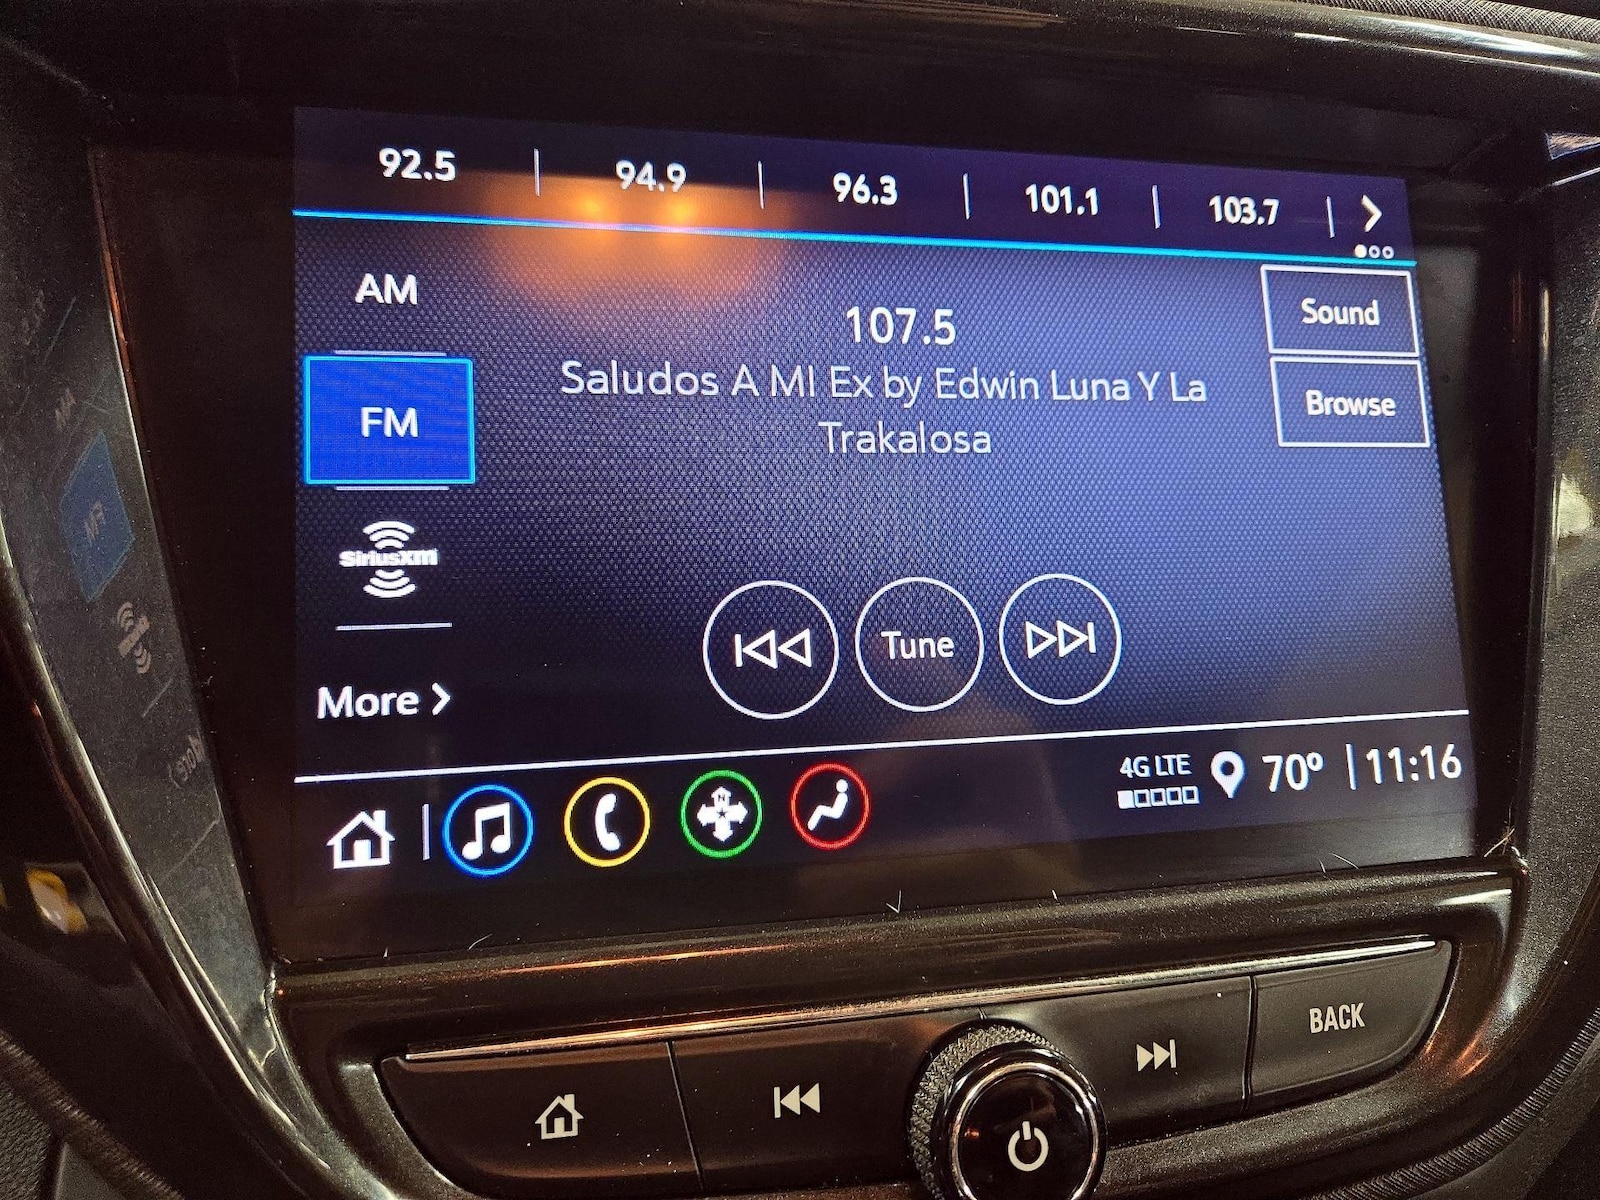 92.5 | 94.9 | 96.3 | 101.1 | 103.7 |
AM
107.5
Sound
Saludos A MI Ex by Edwin Luna Y La
Trakalosa
Browse
FM
SiriusXM
Tune
More
4G LTE
70° | 11:16
N
BACK